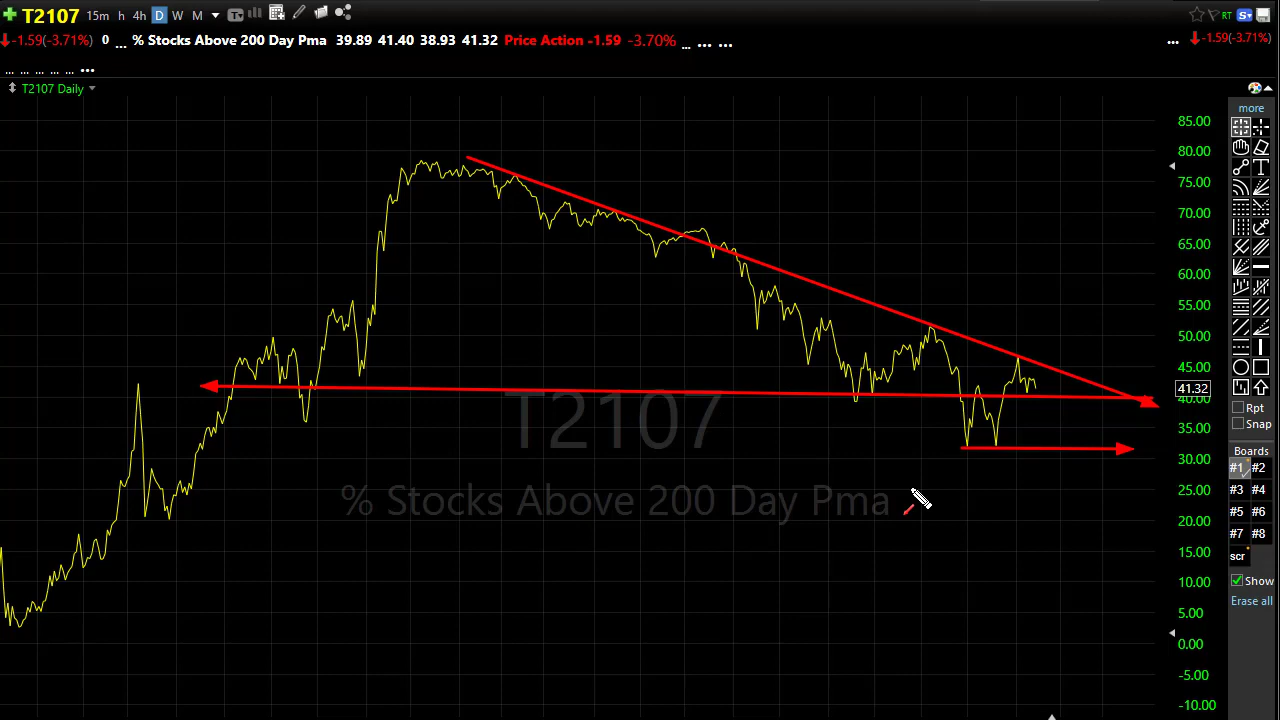 T2107 15m h 4h D W M T RT S
-1.59(-3.71%) 0 ... % Stocks Above 200 Day Pma 39.89 41.40 38.93 41.32 Price Action -1.59 -3.70% ... ... ... ... -1.59(-3.71%)
... ... ... ... ... ...
T2107 Daily
more
85.00
80.00
75.00
70.00
65.00
60.00
55.00
50.00
45.00
41.32
40.00
35.00
30.00
25.00
20.00
15.00
10.00
5.00
0.00
-5.00
-10.00
T2107
% Stocks Above 200 Day Pma
T
Rpt
Snap
Boards
#1 #2
#3 #4
#5 #6
#7 #8
scr
Show
Erase all